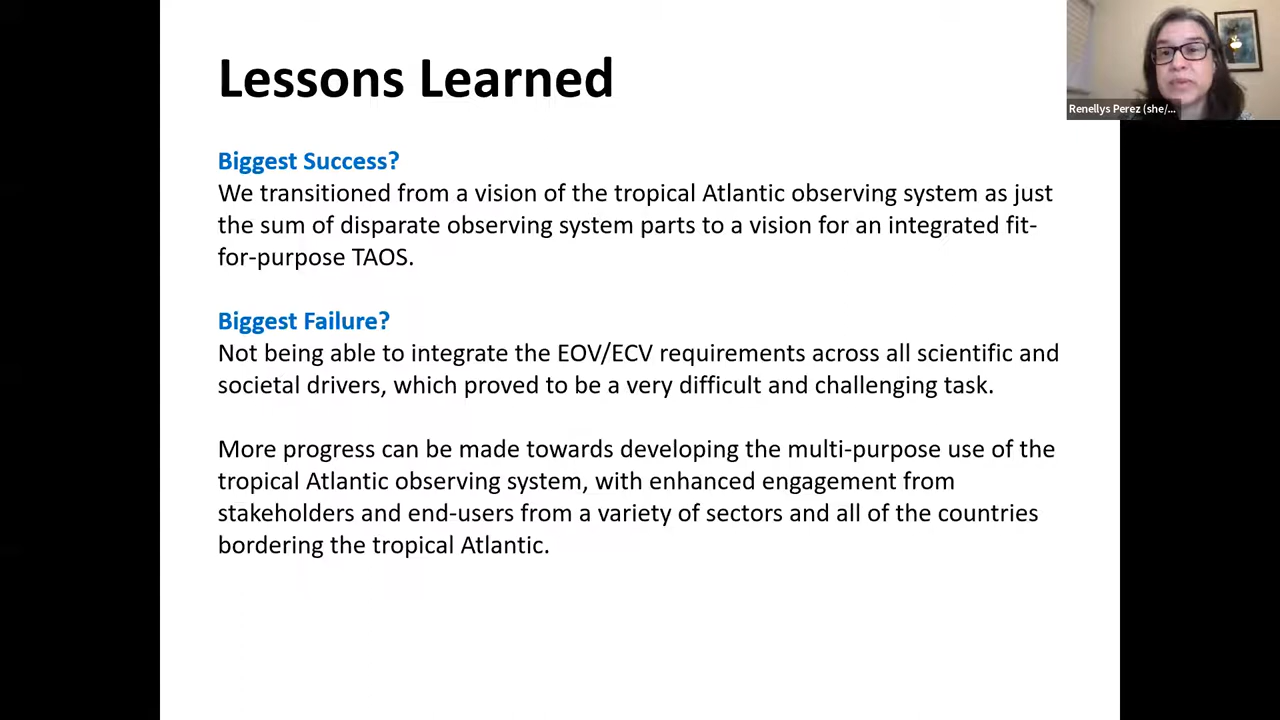 Lessons Learned
Renellys Perez (she/...
Biggest Success?
We transitioned from a vision of the tropical Atlantic observing system as just
the sum of disparate observing system parts to a vision for an integrated fit-
for-purpose TAOS.
Biggest Failure?
Not being able to integrate the EOV/ECV requirements across all scientific and
societal drivers, which proved to be a very difficult and challenging task.
More progress can be made towards developing the multi-purpose use of the
tropical Atlantic observing system, with enhanced engagement from
stakeholders and end-users from a variety of sectors and all of the countries
bordering the tropical Atlantic.